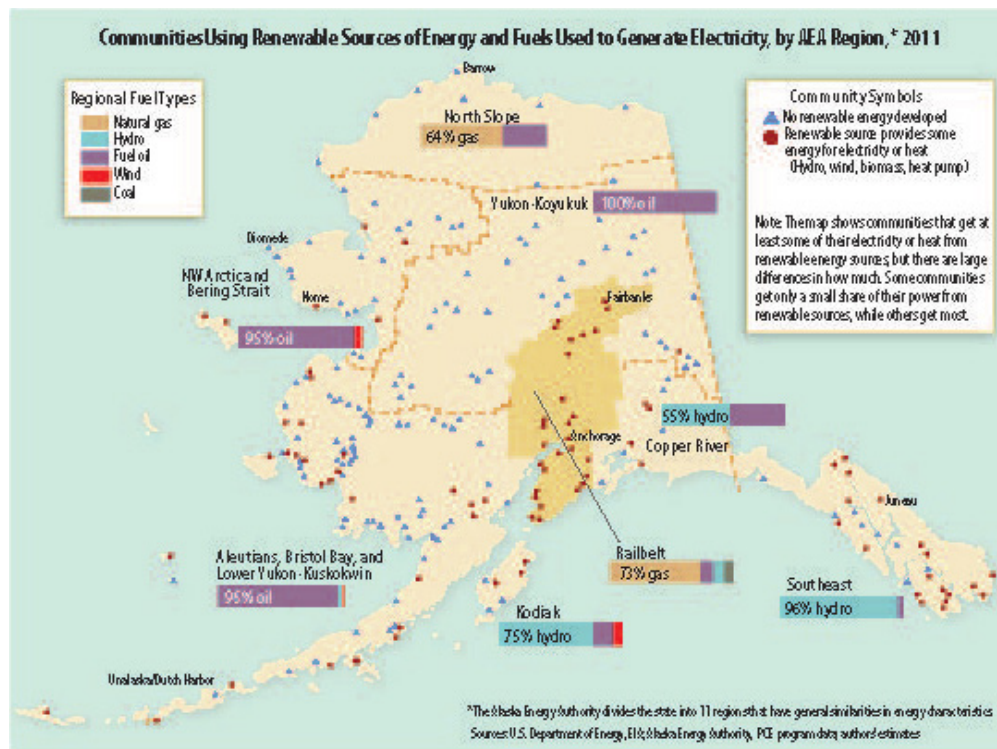 Communities Using Renewable Sources of Energy and Fuels Used to Generate Electricity, by AEA Region,* 2011
Barrow
Regional Fuel Types
Natural gas
Hydro
Fuel oil
Wind
Coal
North Slope
64% gas
Community Symbols
No renewable energy developed
Renewable source provides some
energy for electricity or heat
(Hydro, wind, biomass, heat pump)
Yukon-Koyukuk
100% oil
Note: The map shows communities that get at
least some of their electricity or heat from
renewable energy sources, but there are large
differences in how much. Some communities
get only a small share of their power from
renewable sources, while others get most.
Diomede
NW Arctic and
Bering Strait
Nome
Fairbanks
95% oil
55% hydro
Anchorage
Copper River
Juneau
Railbelt
73% gas
Aleutians, Bristol Bay, and
Lower Yukon-Kuskokwin
95% oil
Southeast
96% hydro
Kodiak
75% hydro
Unalaska/Dutch Harbor
*The Alaska Energy Authority divides the state into 11 regions that have general similarities in energy characteristics
Sources: U.S. Department of Energy, EIA; Alaska Energy Authority, PCE program data; authors' estimates